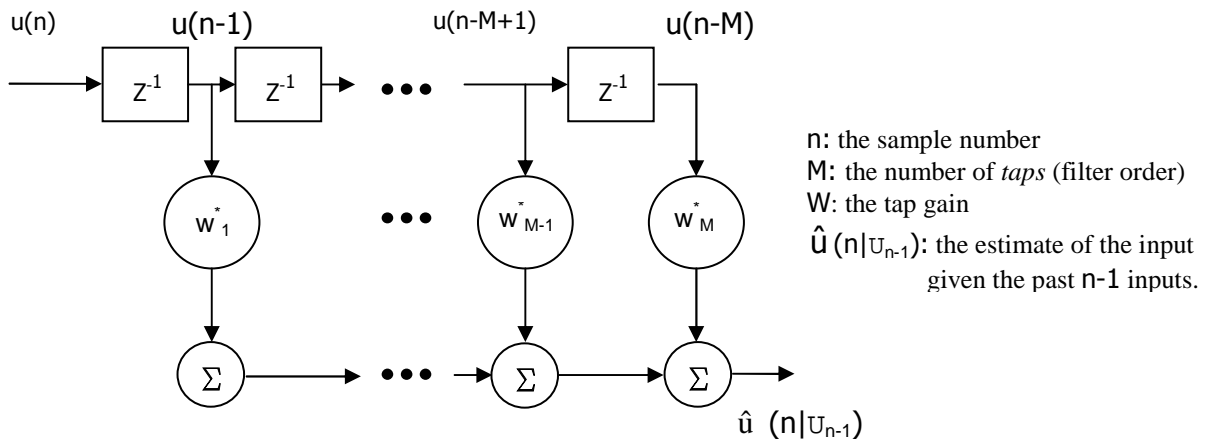 u(n) u(n-1) u(n-M+1) u(n-M)
Z-1 Z-1 ••• Z-1
w*1 ••• w*M-1 w*M
Σ ••• Σ Σ
û (n|Un-1)
n: the sample number
M: the number of taps (filter order)
W: the tap gain
û (n|Un-1): the estimate of the input
given the past n-1 inputs.